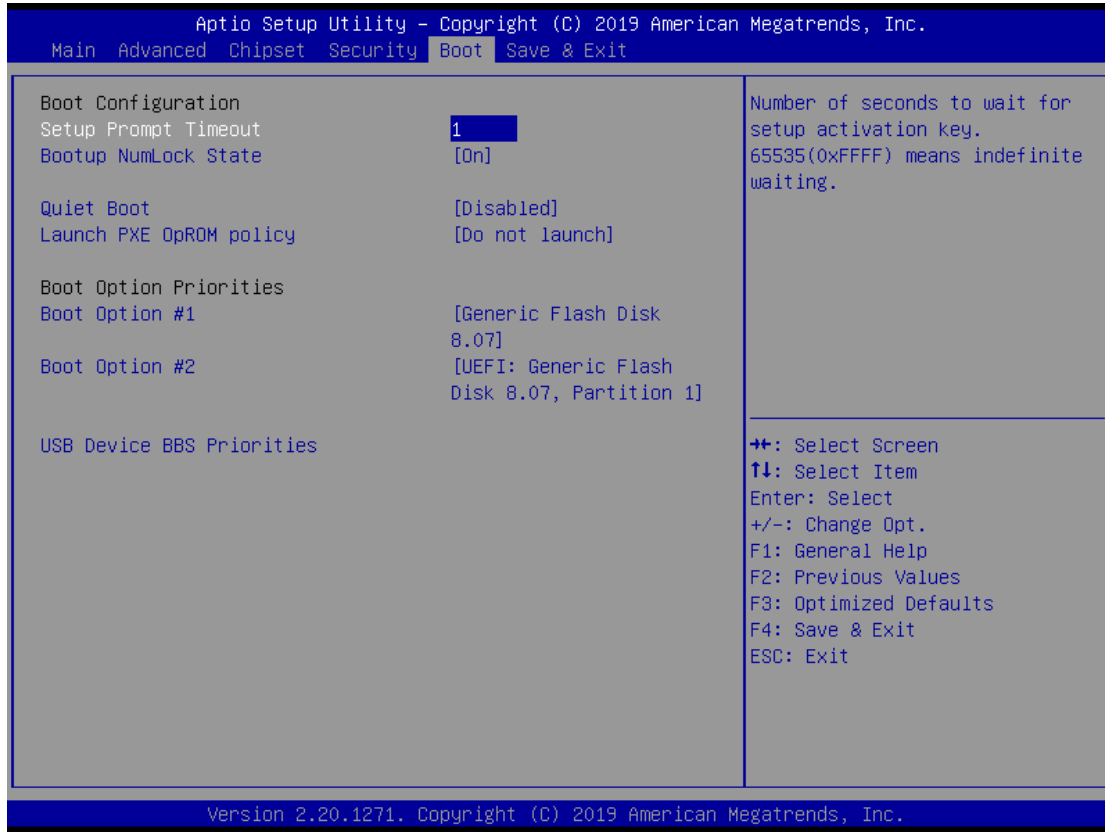 Aptio Setup Utility – Copyright (C) 2019 American Megatrends, Inc.
Main Advanced Chipset Security Boot Save & Exit
Boot Configuration
Setup Prompt Timeout 1
Bootup NumLock State [On]
Quiet Boot [Disabled]
Launch PXE OpROM policy [Do not launch]
Boot Option Priorities
Boot Option #1 [Generic Flash Disk
8.07]
Boot Option #2 [UEFI: Generic Flash
Disk 8.07, Partition 1]
USB Device BBS Priorities
Number of seconds to wait for
setup activation key.
65535(0xFFFF) means indefinite
waiting.
→←: Select Screen
↑↓: Select Item
Enter: Select
+/-: Change Opt.
F1: General Help
F2: Previous Values
F3: Optimized Defaults
F4: Save & Exit
ESC: Exit
Version 2.20.1271. Copyright (C) 2019 American Megatrends, Inc.